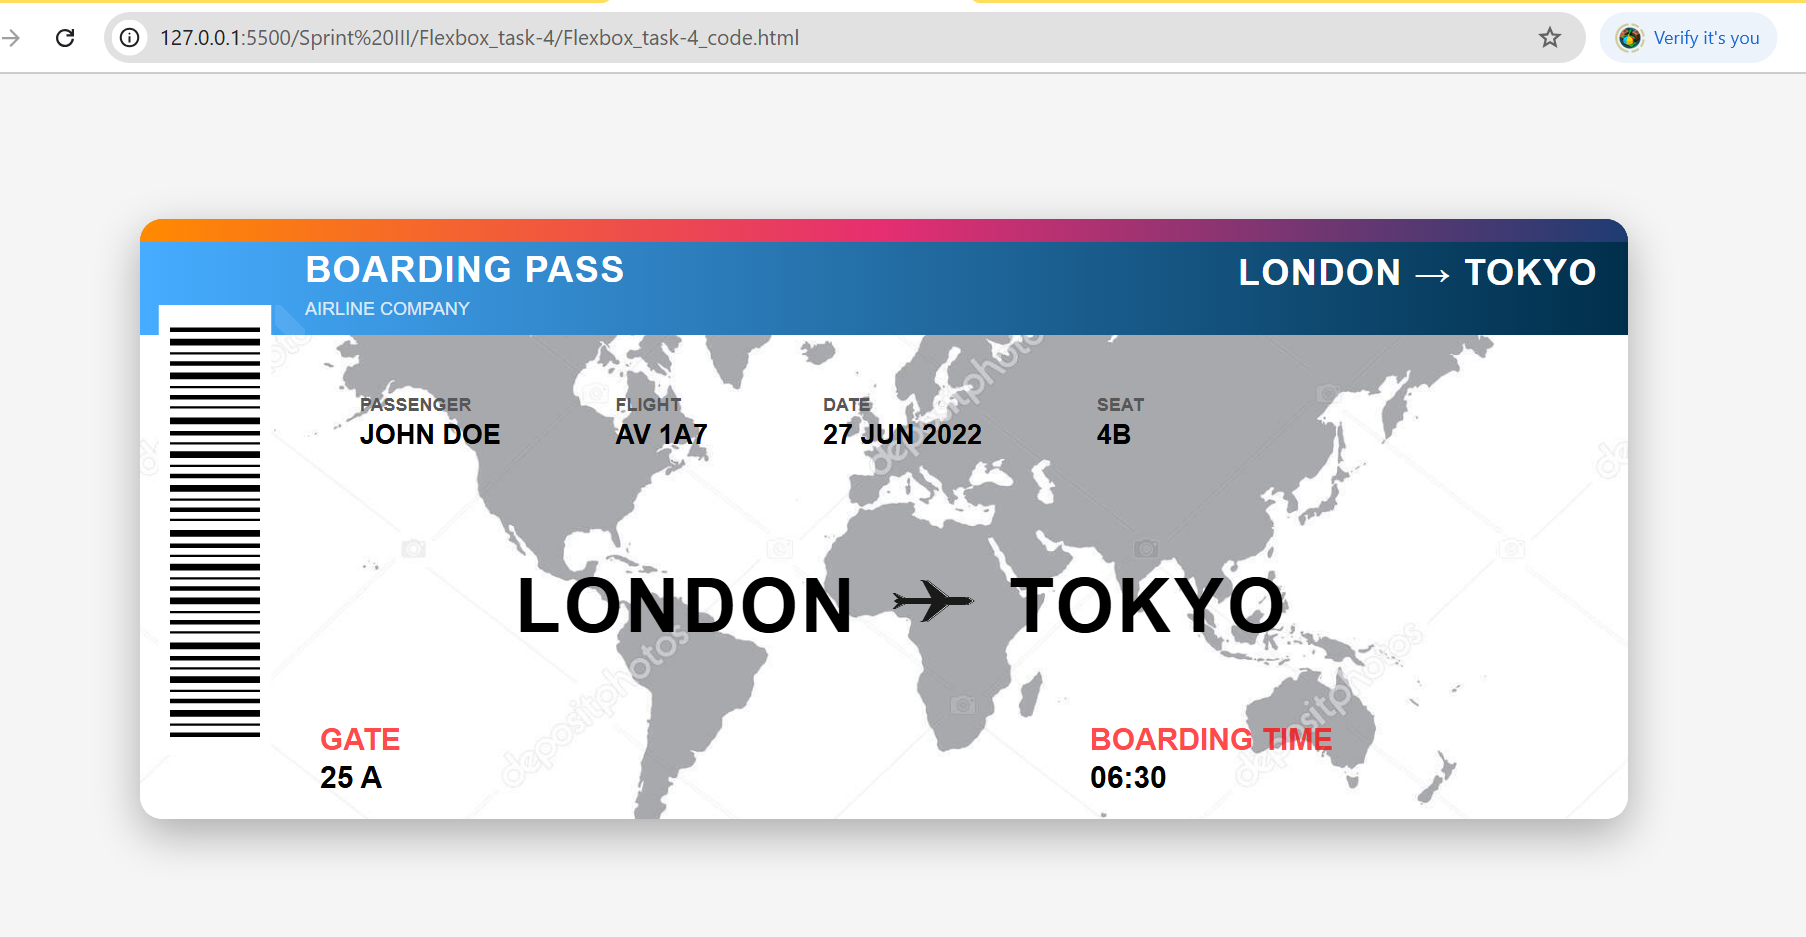 127.0.0.1:5500/Sprint%20III/Flexbox_task-4/Flexbox_task-4_code.html
Verify it's you
BOARDING PASS
LONDON → TOKYO
AIRLINE COMPANY
PASSENGER FLIGHT DATE SEAT
JOHN DOE AV 1A7 27 JUN 2022 4B
depositphotos
LONDON TOKYO
depositphotos
depositphotos
GATE BOARDING TIME
25 A 06:30